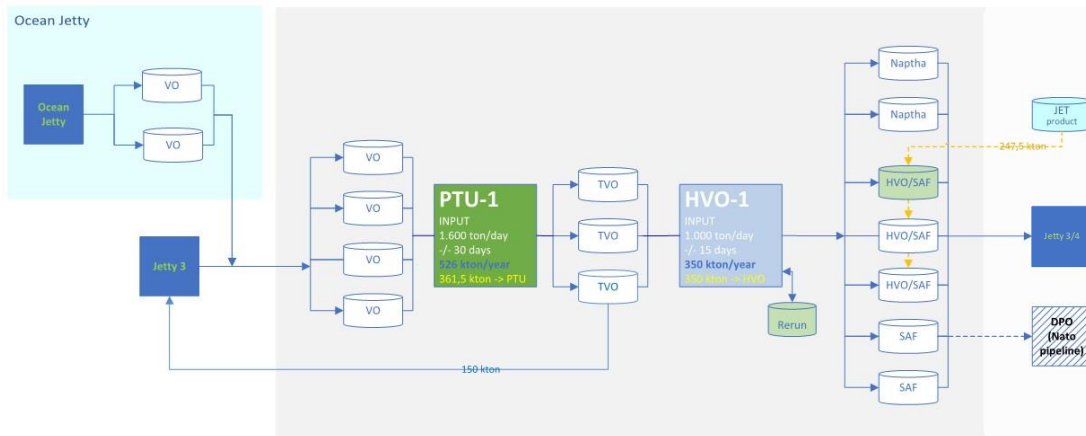 Ocean Jetty
Ocean
Jetty
VO
VO
Jetty 3
VO
VO
VO
VO
PTU-1
INPUT
1.600 ton/day
-/- 30 days
526 kton/year
361,5 kton -> PTU
TVO
TVO
TVO
150 kton
HVO-1
INPUT
1.000 ton/day
-/- 15 days
350 kton/year
350 kton -> HVO
Rerun
Naptha
Naptha
HVO/SAF
HVO/SAF
HVO/SAF
SAF
SAF
JET
product
247,5 kton
Jetty 3/4
DPO
(Nato
pipeline)